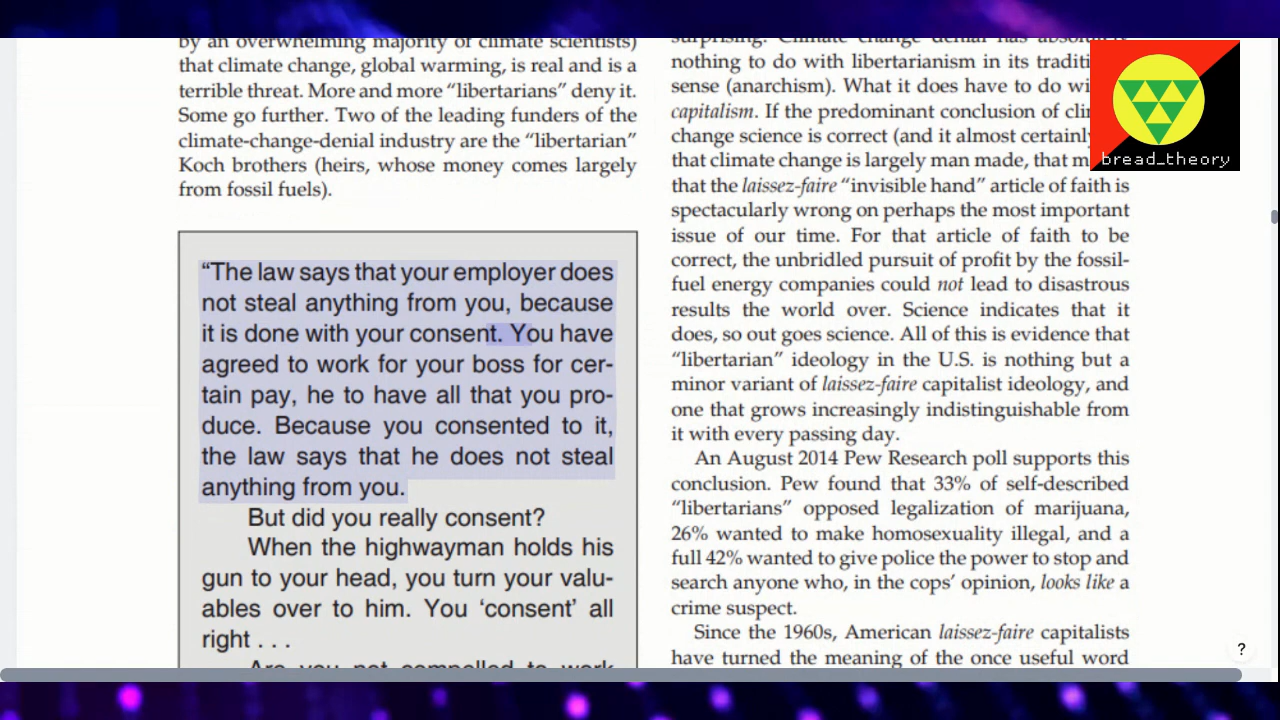 by an overwhelming majority of climate scientists)
that climate change, global warming, is real and is a
terrible threat. More and more “libertarians” deny it.
Some go further. Two of the leading funders of the
climate-change-denial industry are the “libertarian”
Koch brothers (heirs, whose money comes largely
from fossil fuels).
“The law says that your employer does
not steal anything from you, because
it is done with your consent. You have
agreed to work for your boss for cer-
tain pay, he to have all that you pro-
duce. Because you consented to it,
the law says that he does not steal
anything from you.
But did you really consent?
When the highwayman holds his
gun to your head, you turn your valu-
ables over to him. You ‘consent’ all
right . . .
Are you not compelled to work
surprising. Climate change denial has absolutely
nothing to do with libertarianism in its traditi
sense (anarchism). What it does have to do wi
capitalism. If the predominant conclusion of cli
change science is correct (and it almost certainly
that climate change is largely man made, that m
that the laissez-faire “invisible hand” article of faith is
spectacularly wrong on perhaps the most important
issue of our time. For that article of faith to be
correct, the unbridled pursuit of profit by the fossil-
fuel energy companies could not lead to disastrous
results the world over. Science indicates that it
does, so out goes science. All of this is evidence that
“libertarian” ideology in the U.S. is nothing but a
minor variant of laissez-faire capitalist ideology, and
one that grows increasingly indistinguishable from
it with every passing day.
An August 2014 Pew Research poll supports this
conclusion. Pew found that 33% of self-described
“libertarians” opposed legalization of marijuana,
26% wanted to make homosexuality illegal, and a
full 42% wanted to give police the power to stop and
search anyone who, in the cops’ opinion, looks like a
crime suspect.
Since the 1960s, American laissez-faire capitalists
have turned the meaning of the once useful word
bread_theory
?